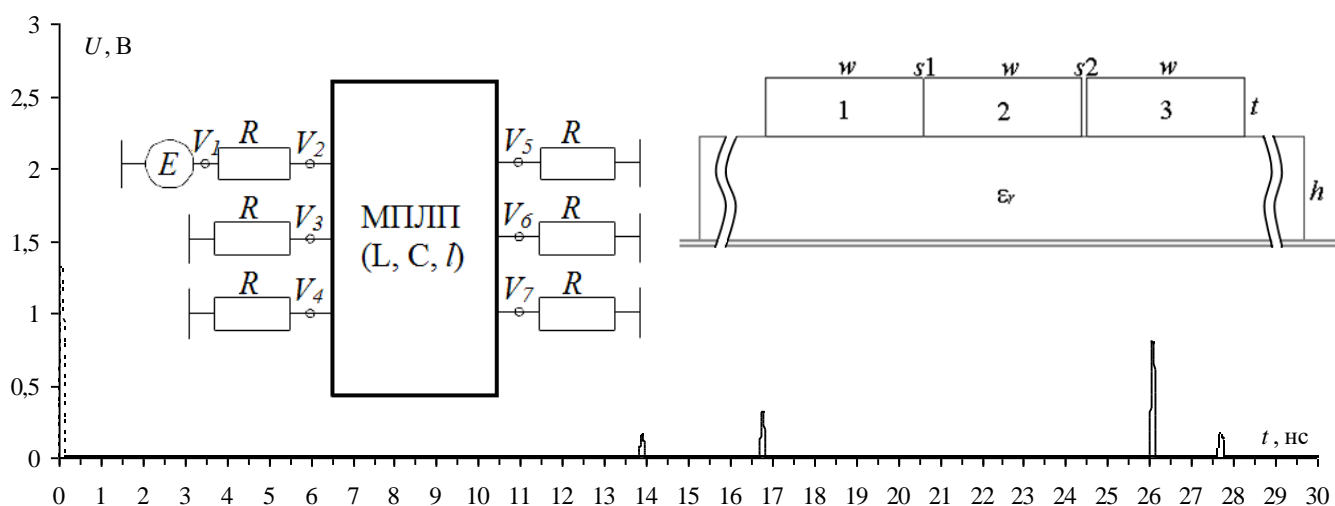 U, В
3
2,5
2
1,5
1
0,5
0
0 1 2 3 4 5 6 7 8 9 10 11 12 13 14 15 16 17 18 19 20 21 22 23 24 25 26 27 28 29 30
t, нс
E V1 R V2
R V3
R V4
МПЛП
(L, C, l)
V5 R
V6 R
V7 R
w s1 w s2 w
1 2 3 t
εr h